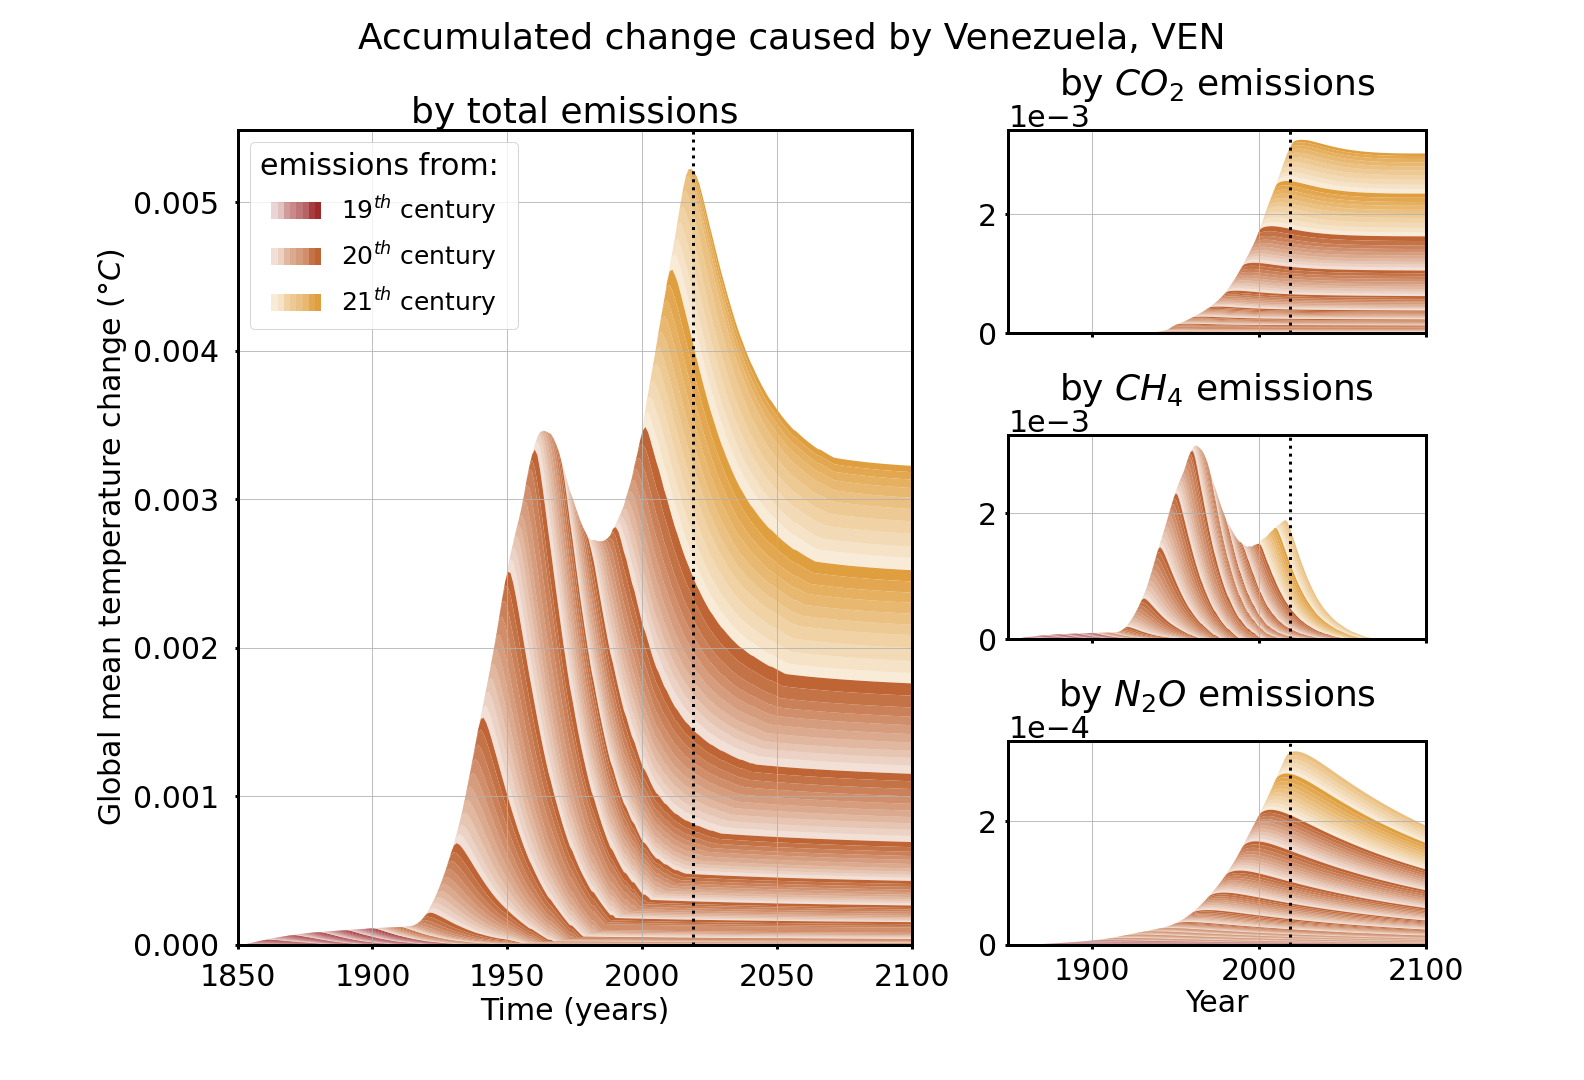 Accumulated change caused by Venezuela, VEN
by total emissions
emissions from:
19th century
20th century
21th century
Global mean temperature change (°C)
0.005
0.004
0.003
0.002
0.001
0.000
1850 1900 1950 2000 2050 2100
Time (years)
by CO2 emissions
1e−3
2
0
by CH4 emissions
1e−3
2
0
by N2O emissions
1e−4
2
0
1900 2000 2100
Year